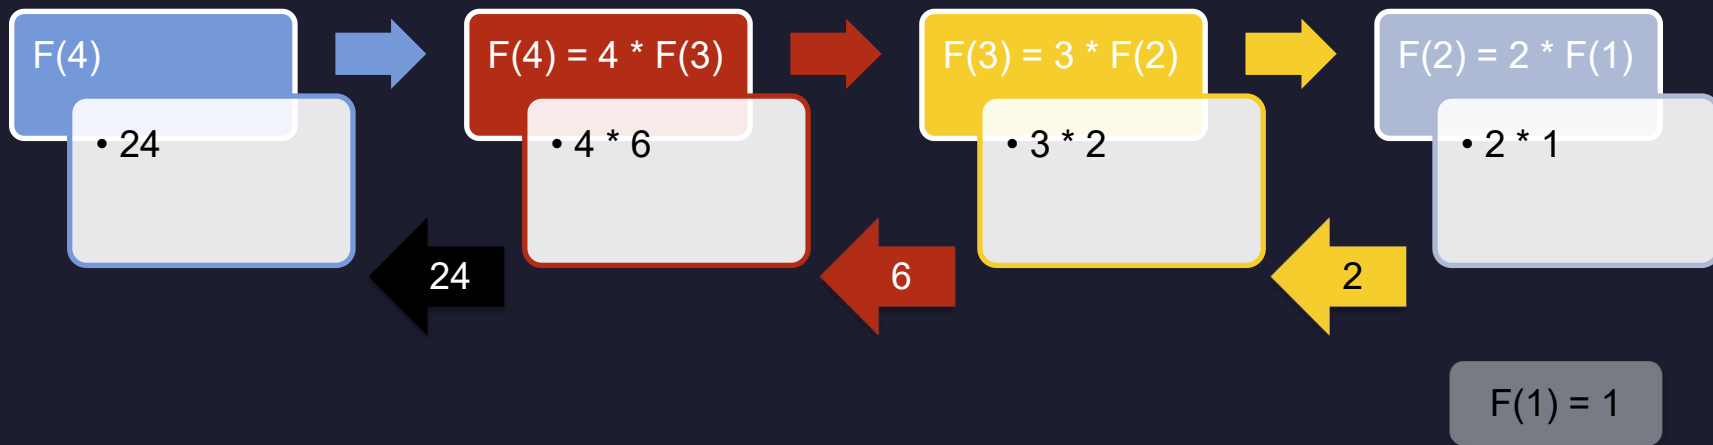 F(4)
• 24
F(4) = 4 * F(3)
• 4 * 6
F(3) = 3 * F(2)
• 3 * 2
F(2) = 2 * F(1)
• 2 * 1
24
6
2
F(1) = 1